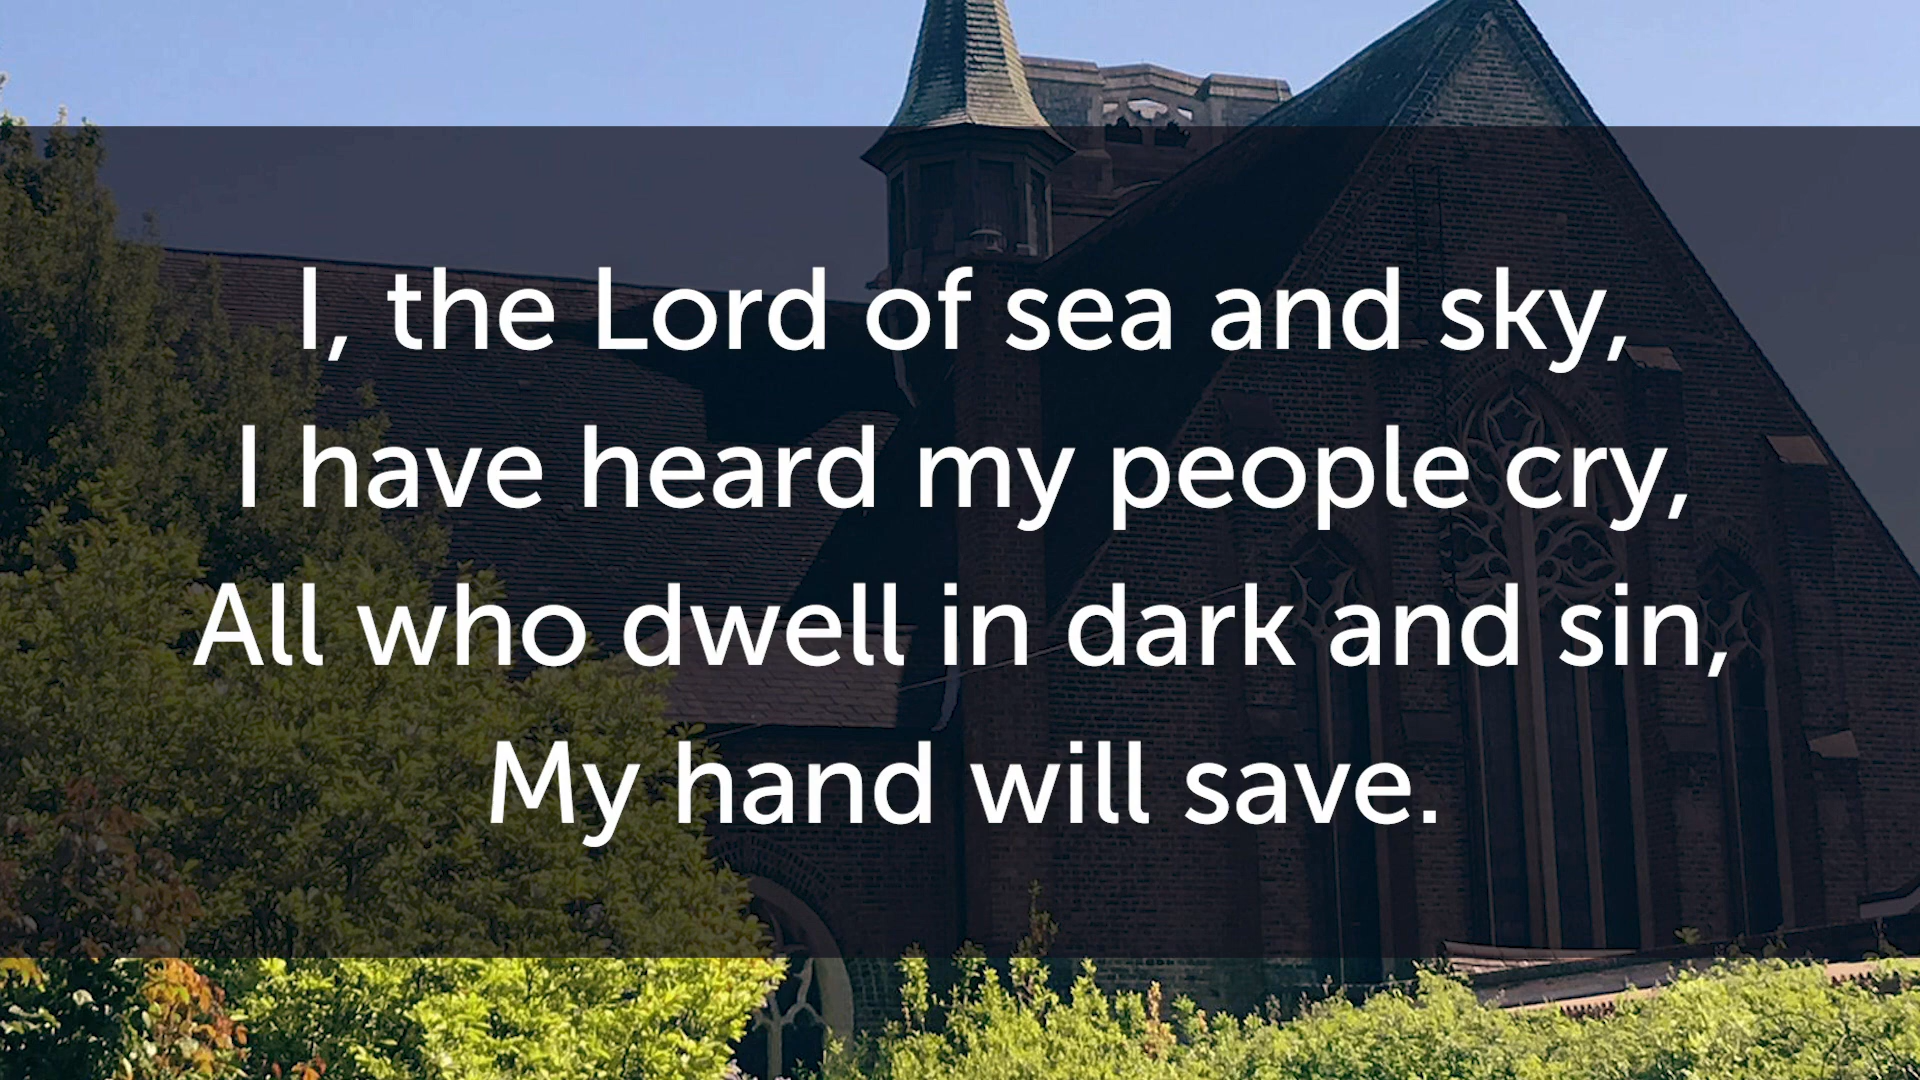 I, the Lord of sea and sky,
I have heard my people cry,
All who dwell in dark and sin,
My hand will save.